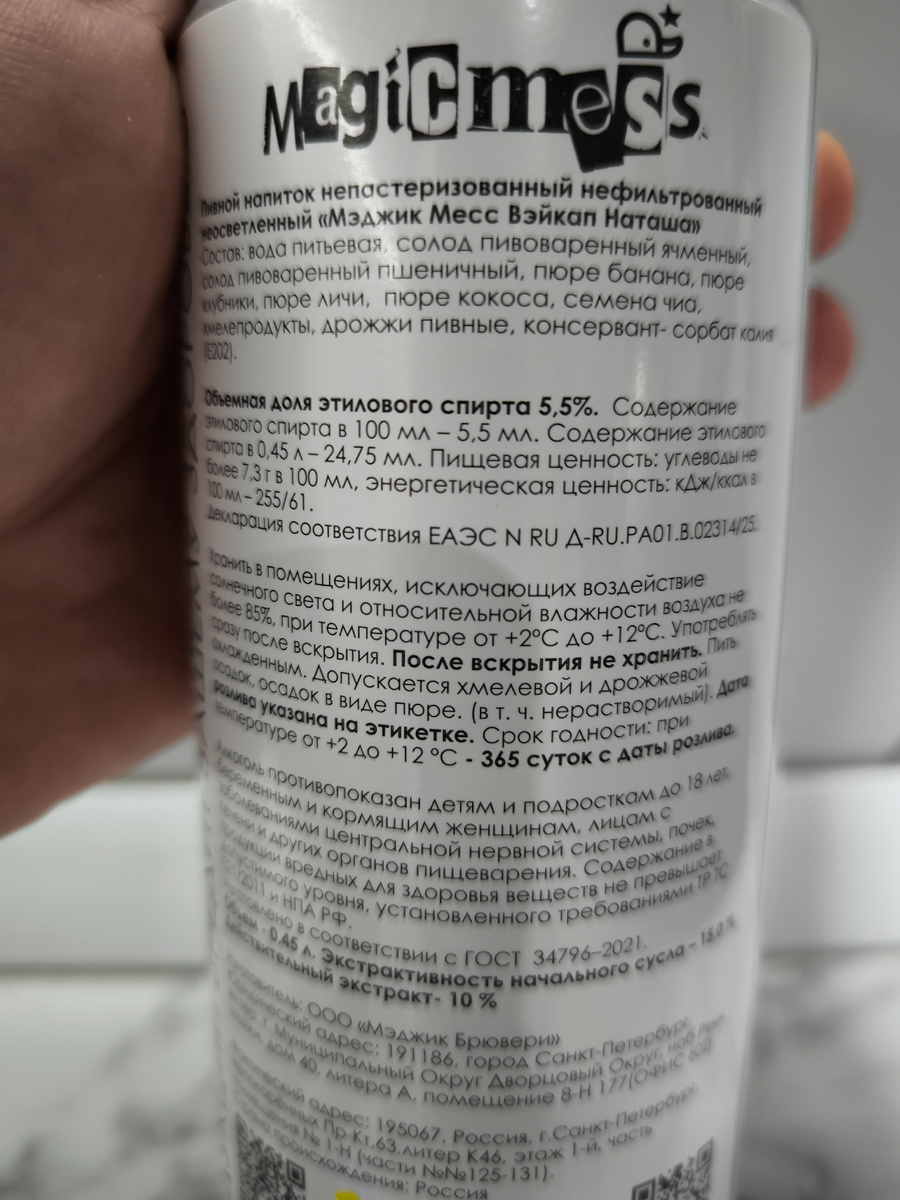 Magic mess
Пивной напиток непастеризованный нефильтрованный
неосветленный «Мэджик Месс Вэйкап Наташа»
Состав: вода питьевая, солод пивоваренный ячменный,
солод пивоваренный пшеничный, пюре банана, пюре
клубники, пюре личи, пюре кокоса, семена чиа,
хмелепродукты, дрожжи пивные, консервант- сорбат калия
(Е202).
Объемная доля этилового спирта 5,5%. Содержание
этилового спирта в 100 мл – 5,5 мл. Содержание этилового
спирта в 0,45 л – 24,75 мл. Пищевая ценность: углеводы не
более 7,3 г в 100 мл, энергетическая ценность: кДж/ккал в
100 мл – 255/61.
Декларация соответствия ЕАЭС N RU Д-RU.РА01.В.02314/25.
Хранить в помещениях, исключающих воздействие
солнечного света и относительной влажности воздуха не
более 85%, при температуре от +2°С до +12°С. Употреблять
сразу после вскрытия. После вскрытия не хранить. Пить
охлажденным. Допускается хмелевой и дрожжевой
осадок, осадок в виде пюре. (в т. ч. нерастворимый). Дата
розлива указана на этикетке. Срок годности: при
температуре от +2 до +12 °С - 365 суток с даты розлива.
Алкоголь противопоказан детям и подросткам до 18 лет,
беременным и кормящим женщинам, лицам с
заболеваниями центральной нервной системы, почек,
печени и других органов пищеварения. Содержание в
продукции вредных для здоровья веществ не превышает
допустимого уровня, установленного требованиями ТР ТС
021/2011 и НПА РФ.
Изготовлено в соответствии с ГОСТ 34796–2021.
Объем - 0,45 л. Экстрактивность начального сусла – 15,0 %,
действительный экстракт- 10 %
Изготовитель: ООО «Мэджик Брювери»
Юридический адрес: 191186, город Санкт-Петербург,
Муниципальный Округ Дворцовый Округ, наб Реки
дом 40, литера А, помещение 8-Н 177(ОФИС 602
адрес: 195067, Россия, г.Санкт-Петербург,
Пр-Кт,63,литер К46, этаж 1-й, часть
помещения № 1-Н (части №№125-131).
происхождения: Россия